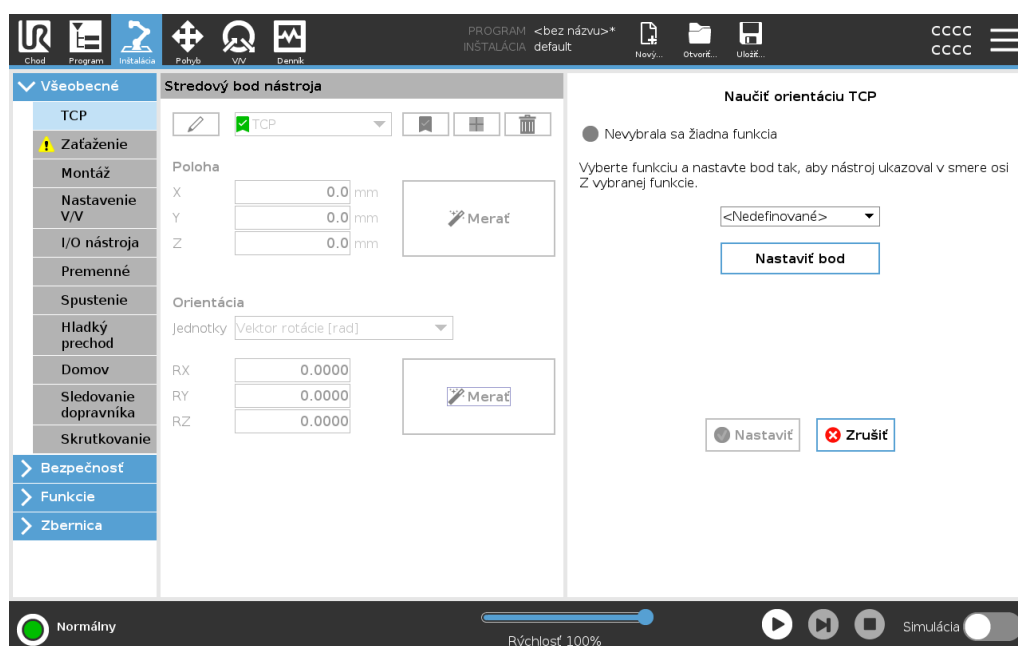 PROGRAM <bez názvu>*
INŠTALÁCIA default
Chod
Program
Inštalácia
Pohyb
V/V
Denník
Nový...
Otvoriť...
Uložiť...
CCCC
CCCC
Všeobecné
TCP
Zaťaženie
Montáž
Nastavenie
V/V
I/O nástroja
Premenné
Spustenie
Hladký
prechod
Domov
Sledovanie
dopravníka
Skrutkovanie
Bezpečnosť
Funkcie
Zbernica
Stredový bod nástroja
TCP
Poloha
X 0.0 mm
Y 0.0 mm
Z 0.0 mm
Merať
Orientácia
Jednotky Vektor rotácie [rad]
RX 0.0000
RY 0.0000
RZ 0.0000
Merať
Naučiť orientáciu TCP
Nevybrala sa žiadna funkcia
Vyberte funkciu a nastavte bod tak, aby nástroj ukazoval v smere osi
Z vybranej funkcie.
<Nedefinované>
Nastaviť bod
Nastaviť
Zrušiť
Normálny
Rýchlosť 100%
Simulácia